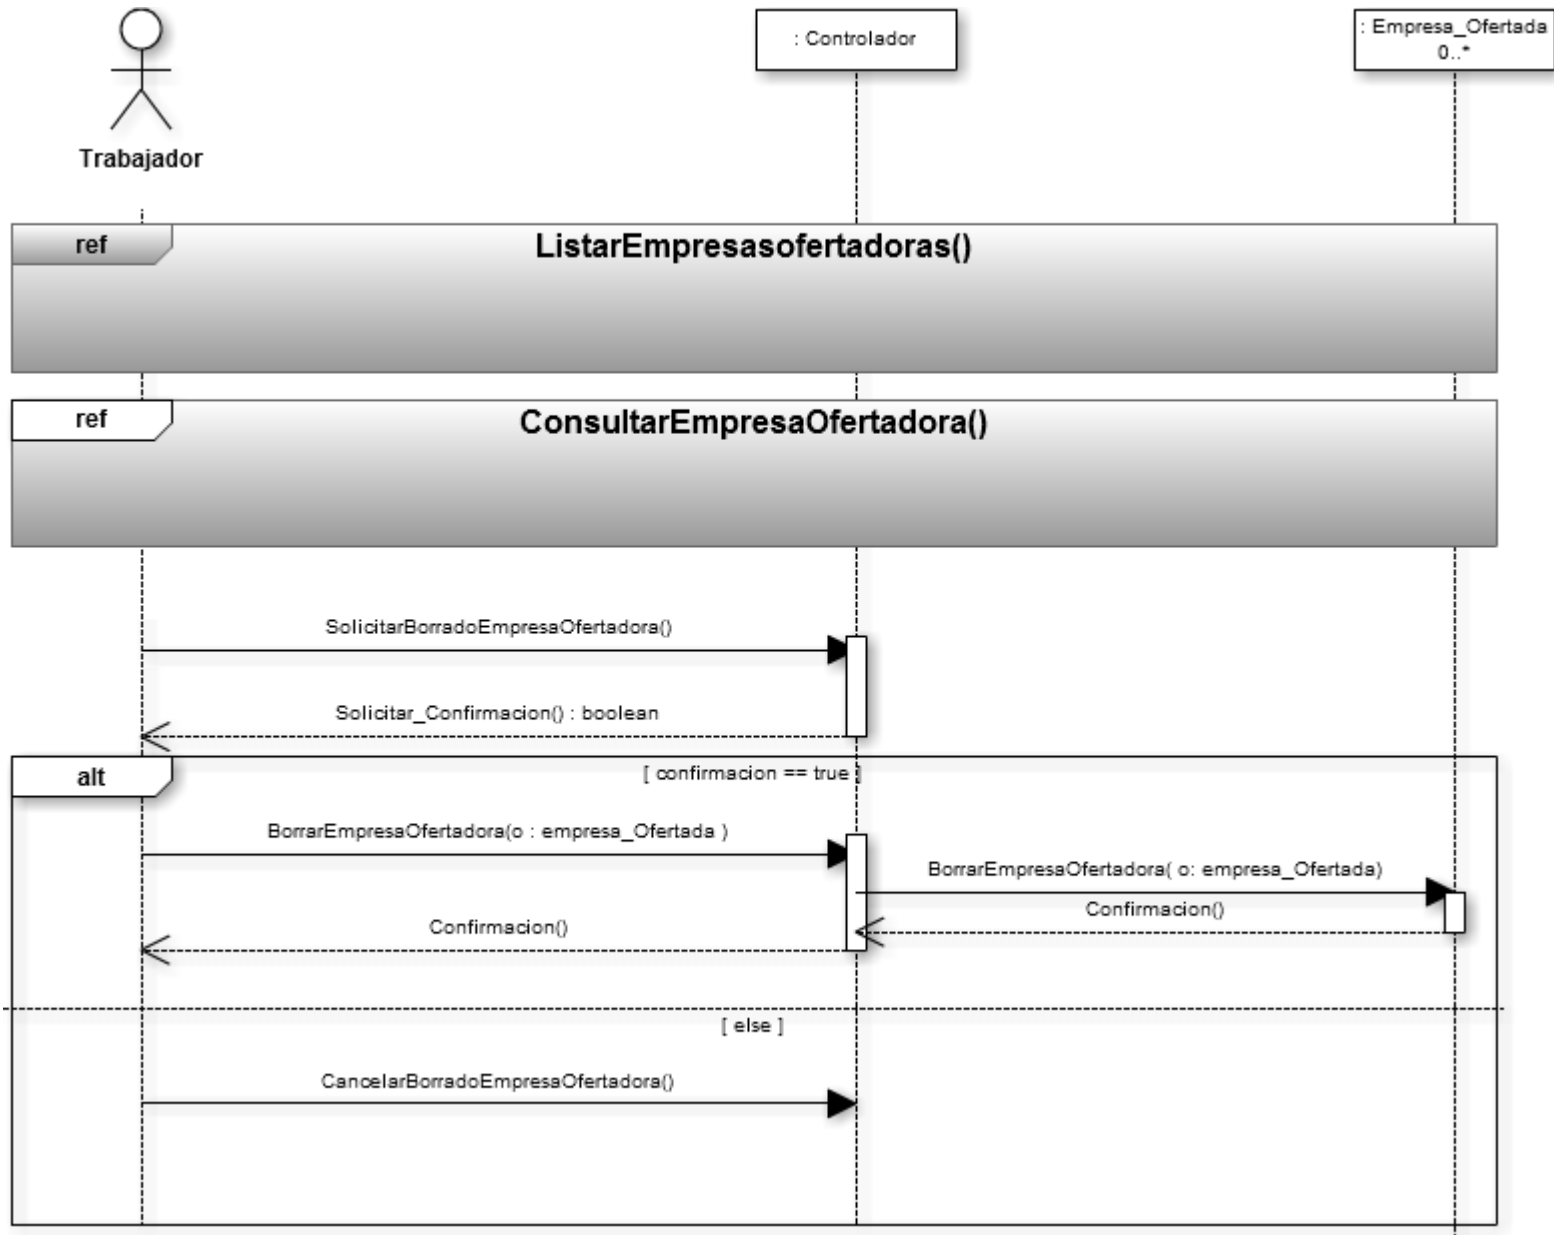 : Controlador
: Empresa_Ofertada
0..*
Trabajador
ref
ListarEmpresasofertadoras()
ref
ConsultarEmpresaOfertadora()
SolicitarBorradoEmpresaOfertadora()
Solicitar_Confirmacion() : boolean
alt
[ confirmacion == true ]
BorrarEmpresaOfertadora(o : empresa_Ofertada )
BorrarEmpresaOfertadora( o: empresa_Ofertada)
Confirmacion()
Confirmacion()
[ else ]
CancelarBorradoEmpresaOfertadora()